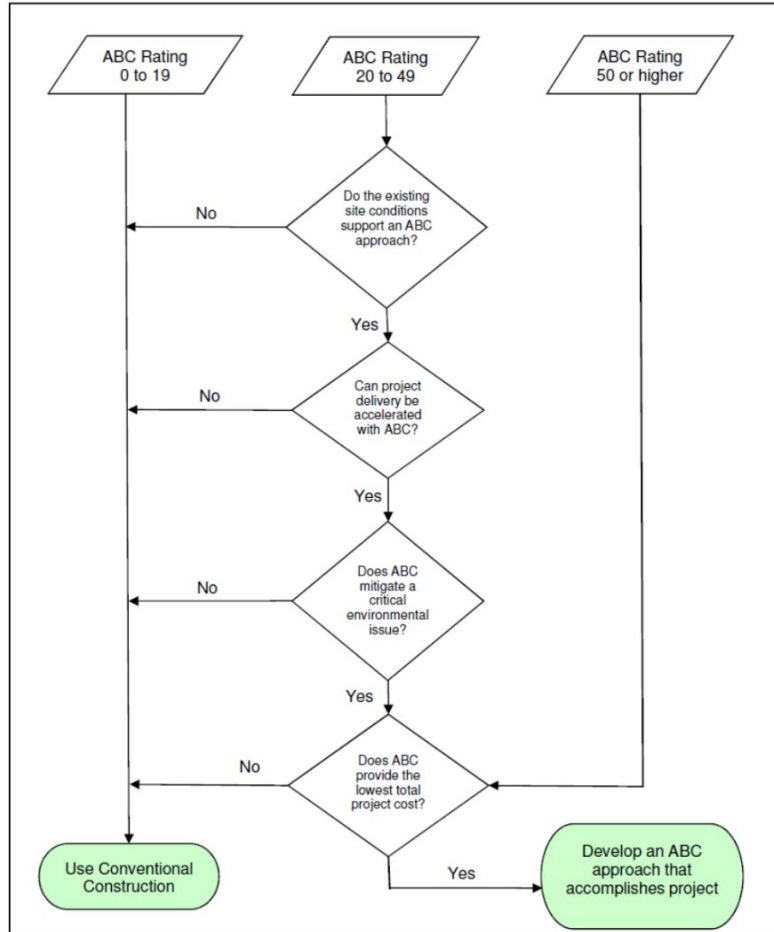 ABC Rating
0 to 19
ABC Rating
20 to 49
ABC Rating
50 or higher
Do the existing
site conditions
support an ABC
approach?
No
Yes
Can project
delivery be
accelerated
with ABC?
No
Yes
Does ABC
mitigate a
critical
environmental
issue?
No
Yes
Does ABC
provide the
lowest total
project cost?
No
Yes
Use Conventional
Construction
Develop an ABC
approach that
accomplishes project